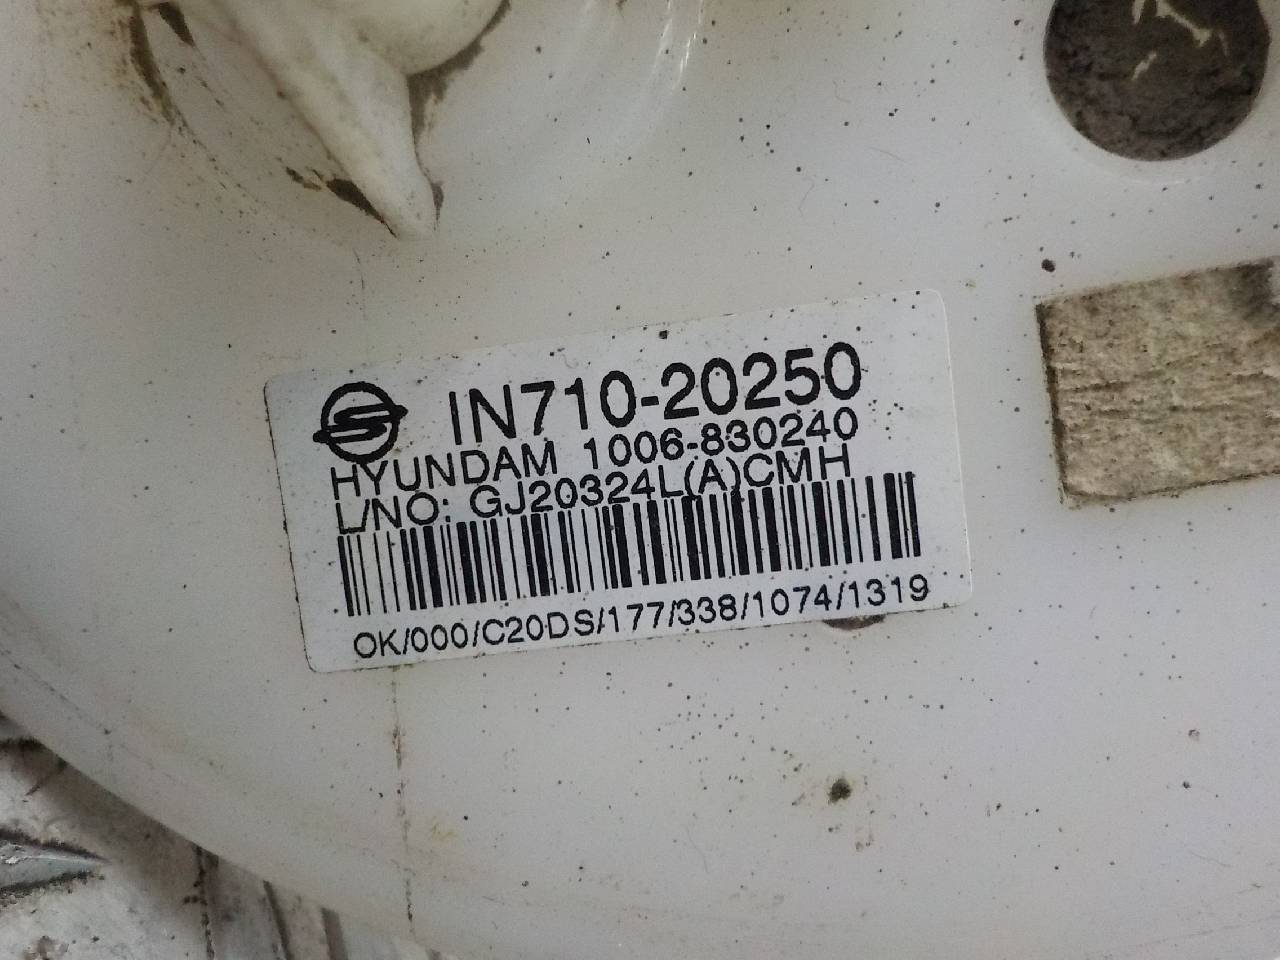 IN710-20250
HYUNDAM 1006-830240
L/NO: GJ20324L(A)CMH
OK/000/C20DS/177/338/1074/1319